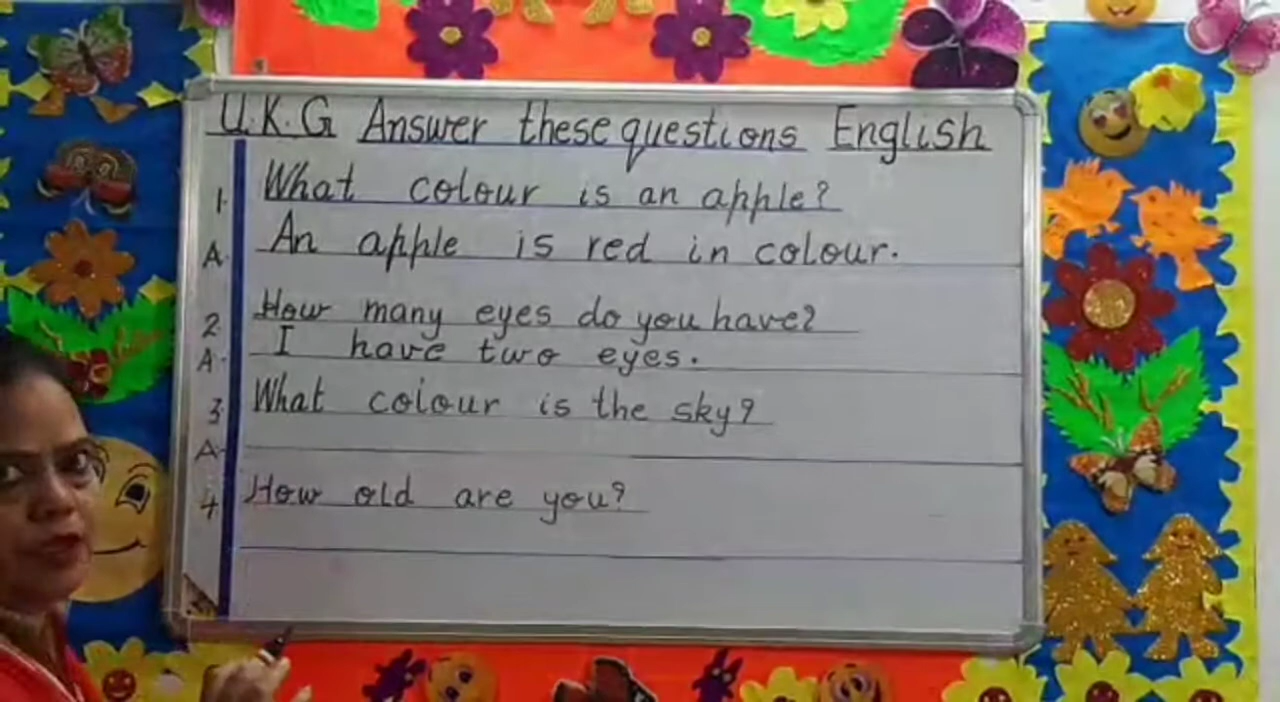 U.K.G Answer these questions English
1. What colour is an apple?
A. An apple is red in colour.
2. How many eyes do you have?
A. I have two eyes.
3. What colour is the sky?
A-
4 How old are you?